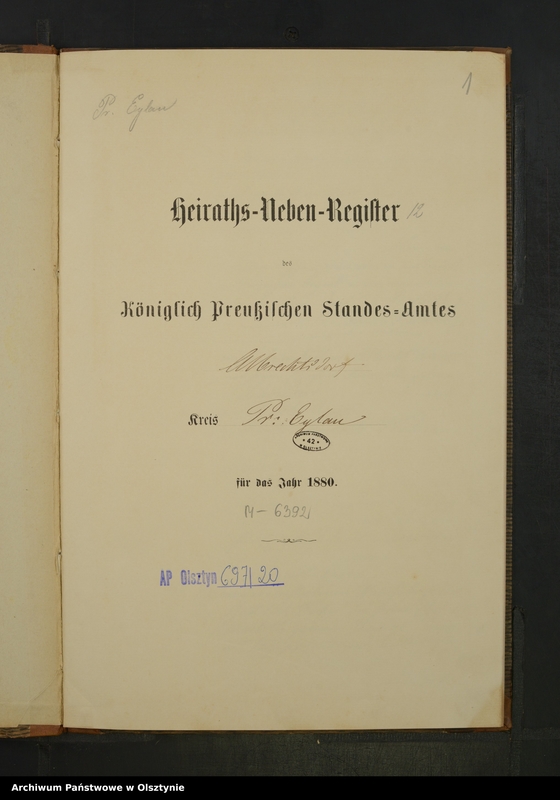 1
Pr. Eylau
Heiraths-Neben-Register 12
des
Königlich Preußischen Standes-Amtes
Albrechtsdorf
Kreis Pr: Eylau
42
für das Jahr 1880.
M-6392
AP Olsztyn 697/20
Archiwum Państwowe w Olsztynie